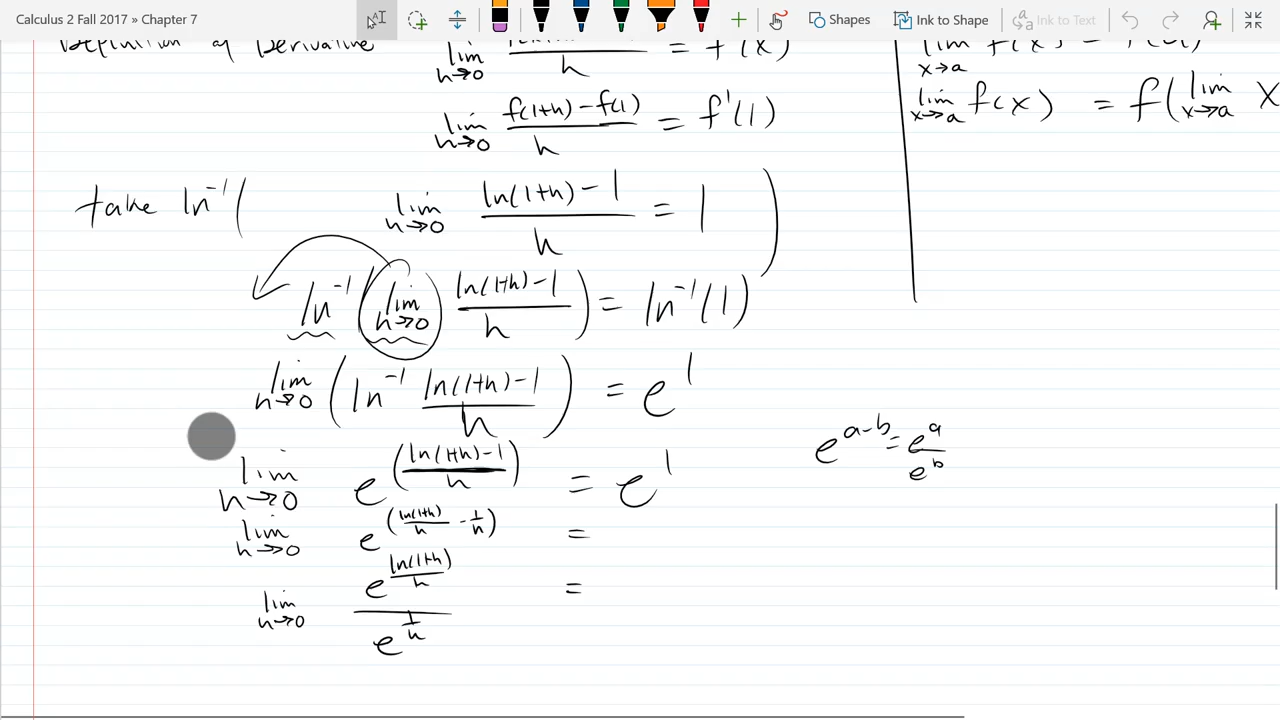 Calculus 2 Fall 2017 » Chapter 7
Shapes Ink to Shape Ink to Text
Definition of Derivative lim h→0 / h = f'(x)
lim x→a f(x) =
lim h→0 (f(1+h) − f(1))/h = f'(1)
lim x→a f(x) = f(lim x→a x
take ln⁻¹( lim h→0 (ln(1+h) − 1)/h = 1 )
ln⁻¹(lim h→0 (ln(1+h)−1)/h) = ln⁻¹(1)
lim h→0 (ln⁻¹ (ln(1+h)−1)/h) = e^1
e^(a−b) = e^a/e^b
lim h→0 e^((ln(1+h)−1)/h) = e^1
lim h→0 e^(ln(1+h)/h − 1/h) =
lim h→0 e^(ln(1+h)/h) / e^(1/h) =